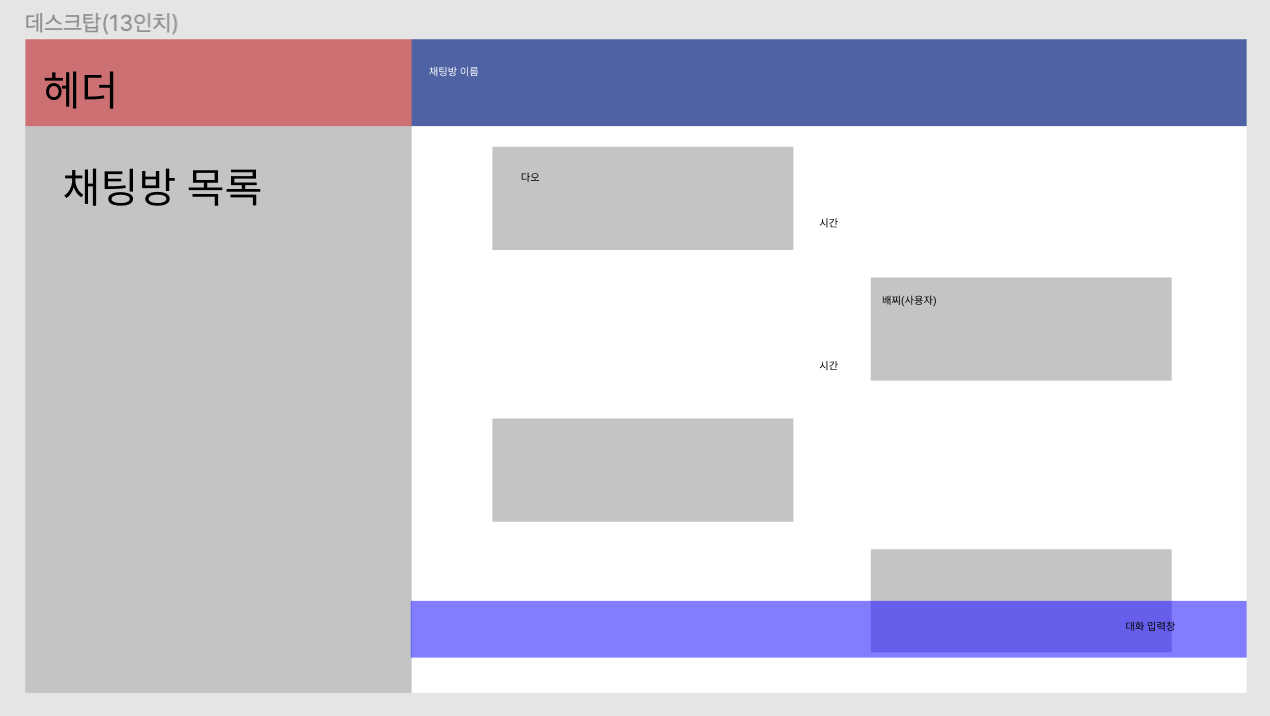 데스크탑(13인치)
헤더
채팅방 이름
채팅방 목록
다오
시간
배찌(사용자)
시간
대화 입력창